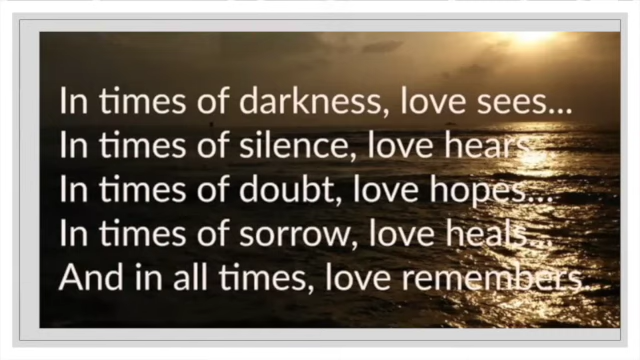 In times of darkness, love sees...
In times of silence, love hears...
In times of doubt, love hopes...
In times of sorrow, love heals...
And in all times, love remembers.